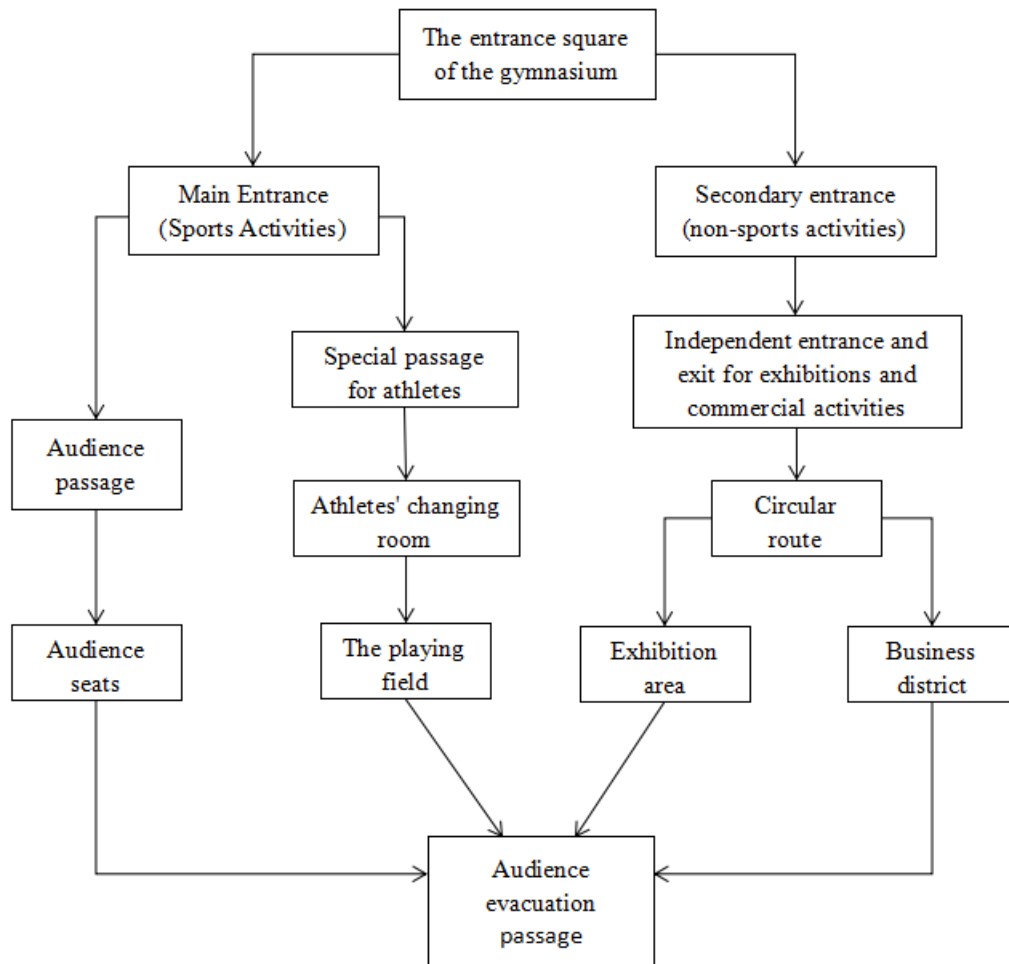 The entrance square
of the gymnasium
Main Entrance
(Sports Activities)
Secondary entrance
(non-sports activities)
Special passage
for athletes
Independent entrance and
exit for exhibitions and
commercial activities
Audience
passage
Athletes' changing
room
Circular
route
Audience
seats
The playing
field
Exhibition
area
Business
district
Audience
evacuation
passage